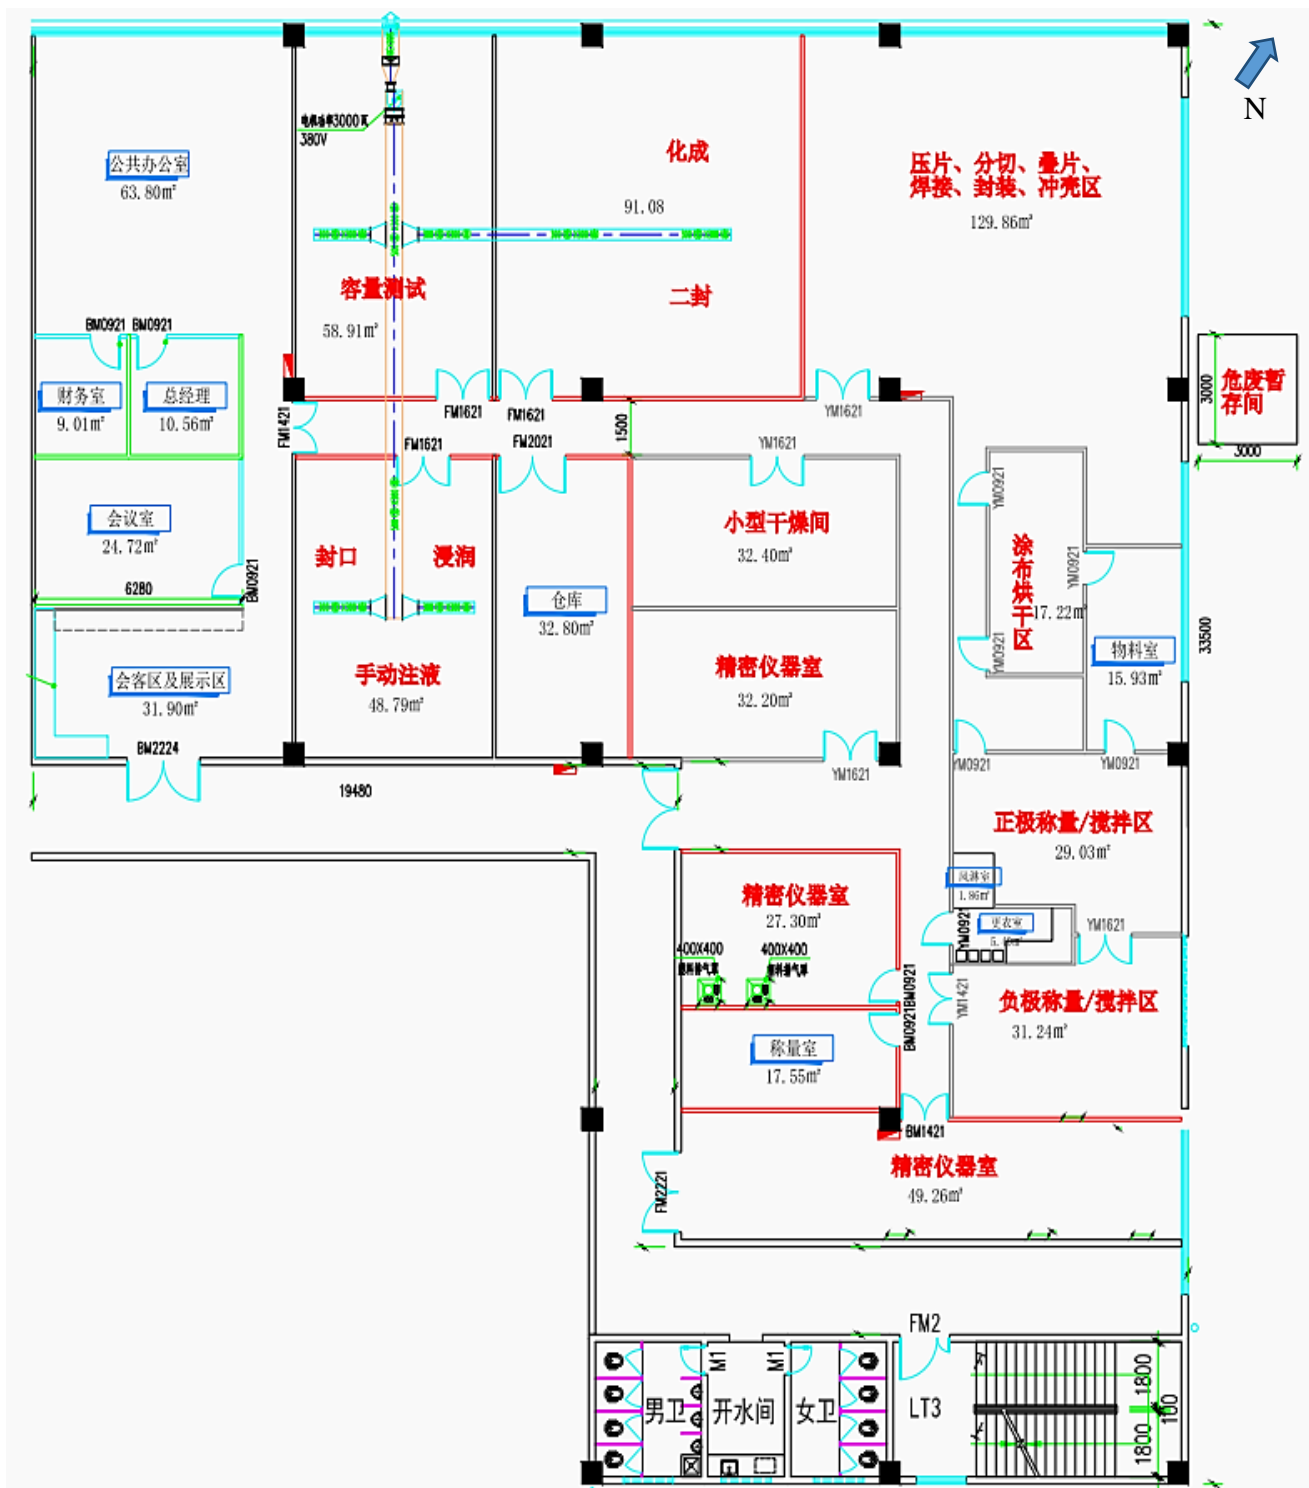 N
电机功率3000瓦
380V
公共办公室
63.80㎡
化成
91.08
二封
压片、分切、叠片、
焊接、封装、冲壳区
129.86㎡
容量测试
58.91㎡
BM0921
BM0921
财务室
9.01㎡
总经理
10.56㎡
FM1421
FM1621
FM1621
YM1621
危废暂
存间
3000
3000
FM1621
FM2021
1500
YM1621
会议室
24.72㎡
6280
BM0921
封口
浸润
仓库
32.80㎡
小型干燥间
32.40㎡
YM0921
涂布烘干区
17.22㎡
YM0921
YM0921
33500
会客区及展示区
31.90㎡
手动注液
48.79㎡
精密仪器室
32.20㎡
物料室
15.93㎡
BM2224
YM1621
YM0921
YM0921
19480
正极称量/搅拌区
29.03㎡
风淋室
1.86㎡
更衣室
YM0921
YM1621
精密仪器室
27.30㎡
400X400
400X400
BM0921
BM0921
YM1421
负极称量/搅拌区
31.24㎡
称量室
17.55㎡
BM1421
精密仪器室
49.26㎡
FM2221
FM2
M1
M1
男卫
开水间
女卫
LT3
1800
100
1800